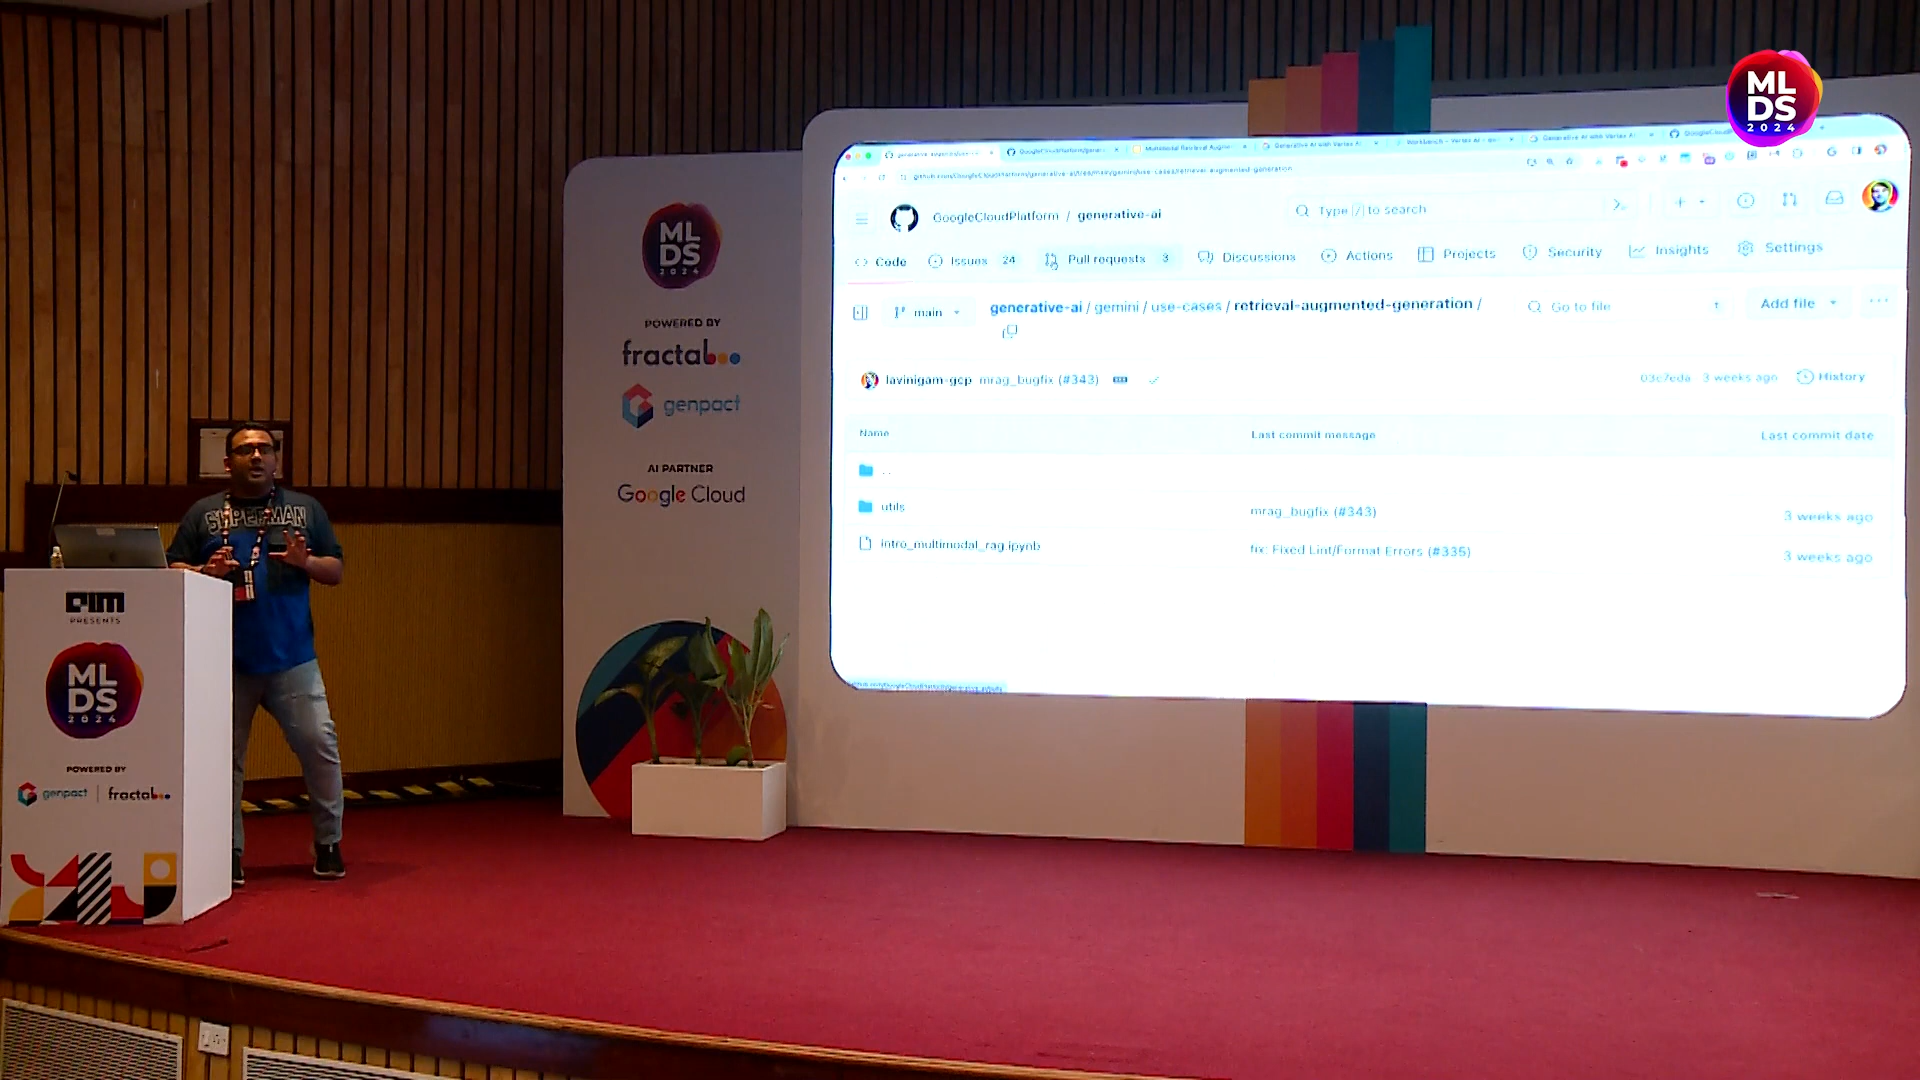 ML
DS
2024
GoogleCloudPlatform / generative-ai
Type / to search
Code
Issues 24
Pull requests 3
Discussions
Actions
Projects
Security
Insights
Settings
main
generative-ai / gemini / use-cases / retrieval-augmented-generation /
Go to file
Add file
lavinigam-gcp mrag_bugfix (#343)
03c7eda 3 weeks ago
History
Name
Last commit message
Last commit date
..
utils
mrag_bugfix (#343)
3 weeks ago
intro_multimodal_rag.ipynb
fix: Fixed Lint/Format Errors (#335)
3 weeks ago
ML
DS
2024
POWERED BY
fractal
genpact
AI PARTNER
Google Cloud
SUPERMAN
AIM
PRESENTS
ML
DS
2024
POWERED BY
genpact | fractal